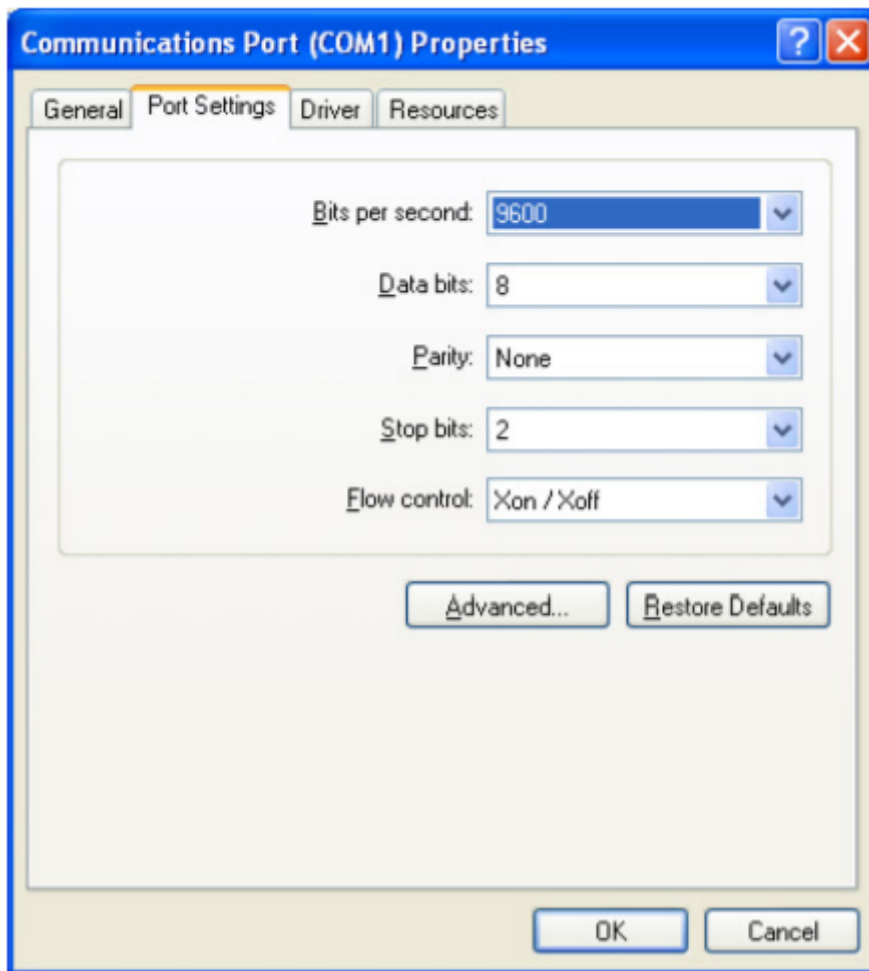 Communications Port (COM1) Properties
General Port Settings Driver Resources
Bits per second: 9600
Data bits: 8
Parity: None
Stop bits: 2
Flow control: Xon / Xoff
Advanced... Restore Defaults
OK Cancel